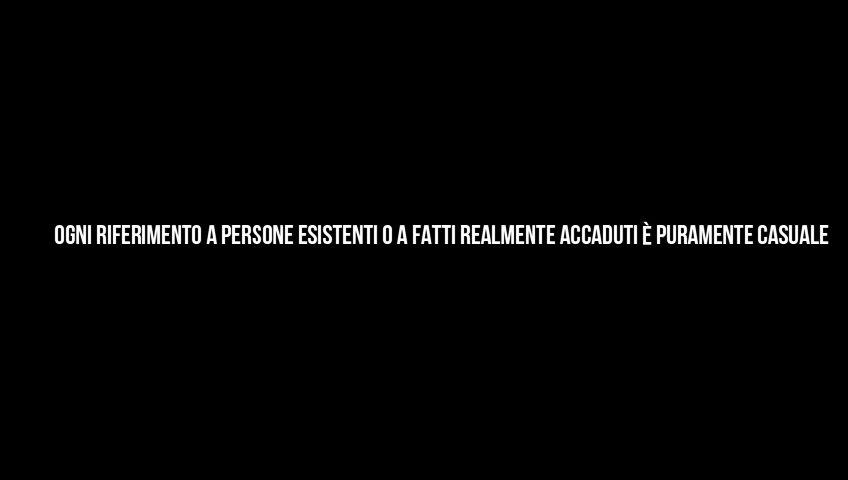 OGNI RIFERIMENTO A PERSONE ESISTENTI O A FATTI REALMENTE ACCADUTI È PURAMENTE CASUALE